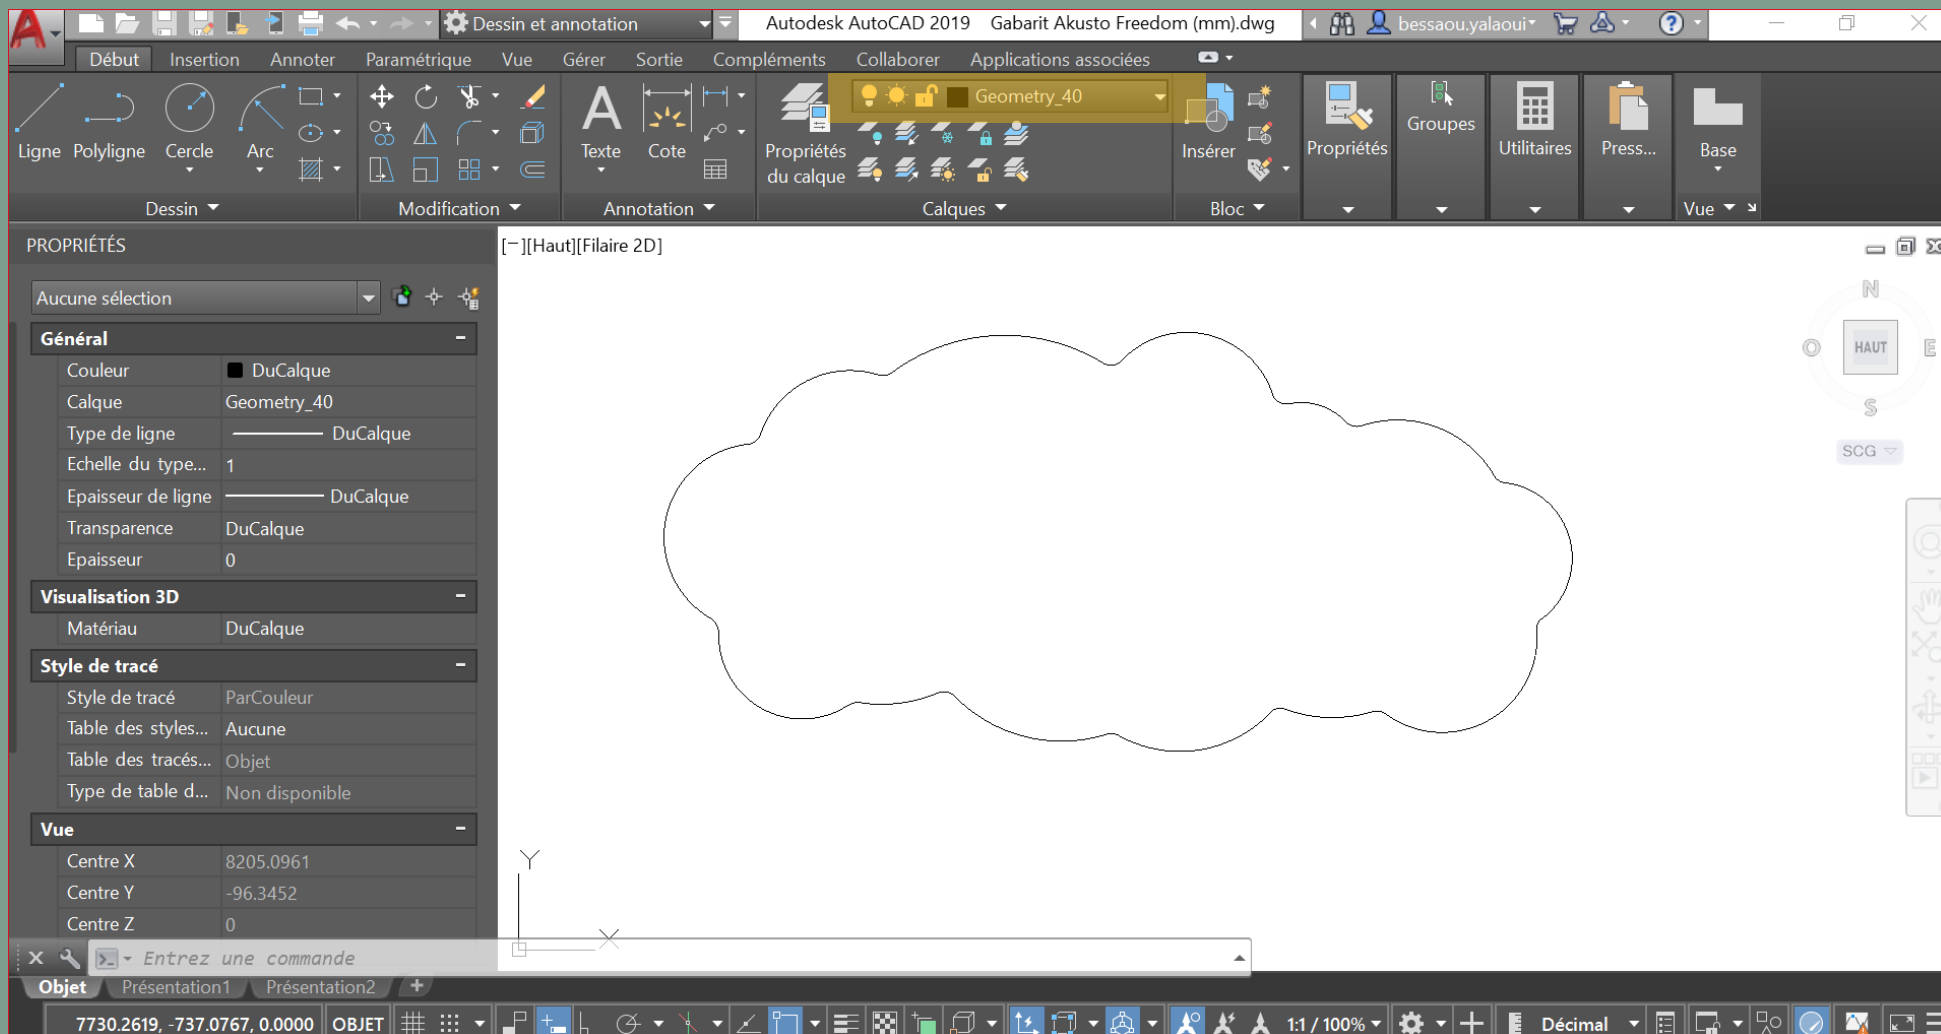 Dessin et annotation
Autodesk AutoCAD 2019 Gabarit Akusto Freedom (mm).dwg
bessaou.yalaoui
Début Insertion Annoter Paramétrique Vue Gérer Sortie Compléments Collaborer Applications associées
Geometry_40
Ligne Polyligne Cercle Arc
Texte Cote
Propriétés
du calque
Insérer
Propriétés
Groupes
Utilitaires
Press...
Base
Dessin Modification Annotation Calques Bloc Vue
PROPRIÉTÉS
[−][Haut][Filaire 2D]
Aucune sélection
Général
Couleur DuCalque
Calque Geometry_40
Type de ligne DuCalque
Echelle du type... 1
Epaisseur de ligne DuCalque
Transparence DuCalque
Epaisseur 0
Visualisation 3D
Matériau DuCalque
Style de tracé
Style de tracé ParCouleur
Table des styles... Aucune
Table des tracés... Objet
Type de table d... Non disponible
Vue
Centre X 8205.0961
Centre Y -96.3452
Centre Z 0
N
O HAUT E
S
SCG
Y
X
Entrez une commande
Objet Présentation1 Présentation2 +
7730.2619, -737.0767, 0.0000 OBJET 1:1 / 100% Décimal